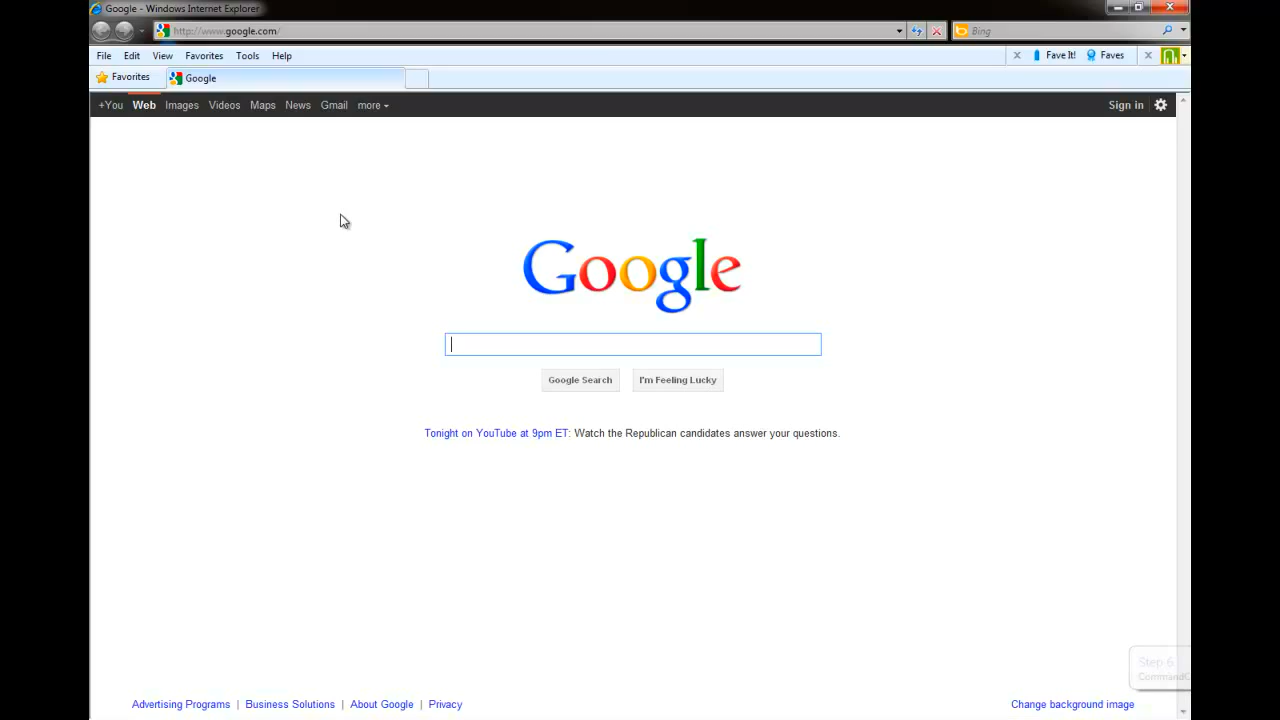 Google - Windows Internet Explorer
http://www.google.com/
Bing
File Edit View Favorites Tools Help
Fave It! Faves
Favorites Google
+You Web Images Videos Maps News Gmail more
Sign in
Google
Google Search I'm Feeling Lucky
Tonight on YouTube at 9pm ET: Watch the Republican candidates answer your questions.
Step 6
Advertising Programs | Business Solutions | About Google | Privacy
Change background image